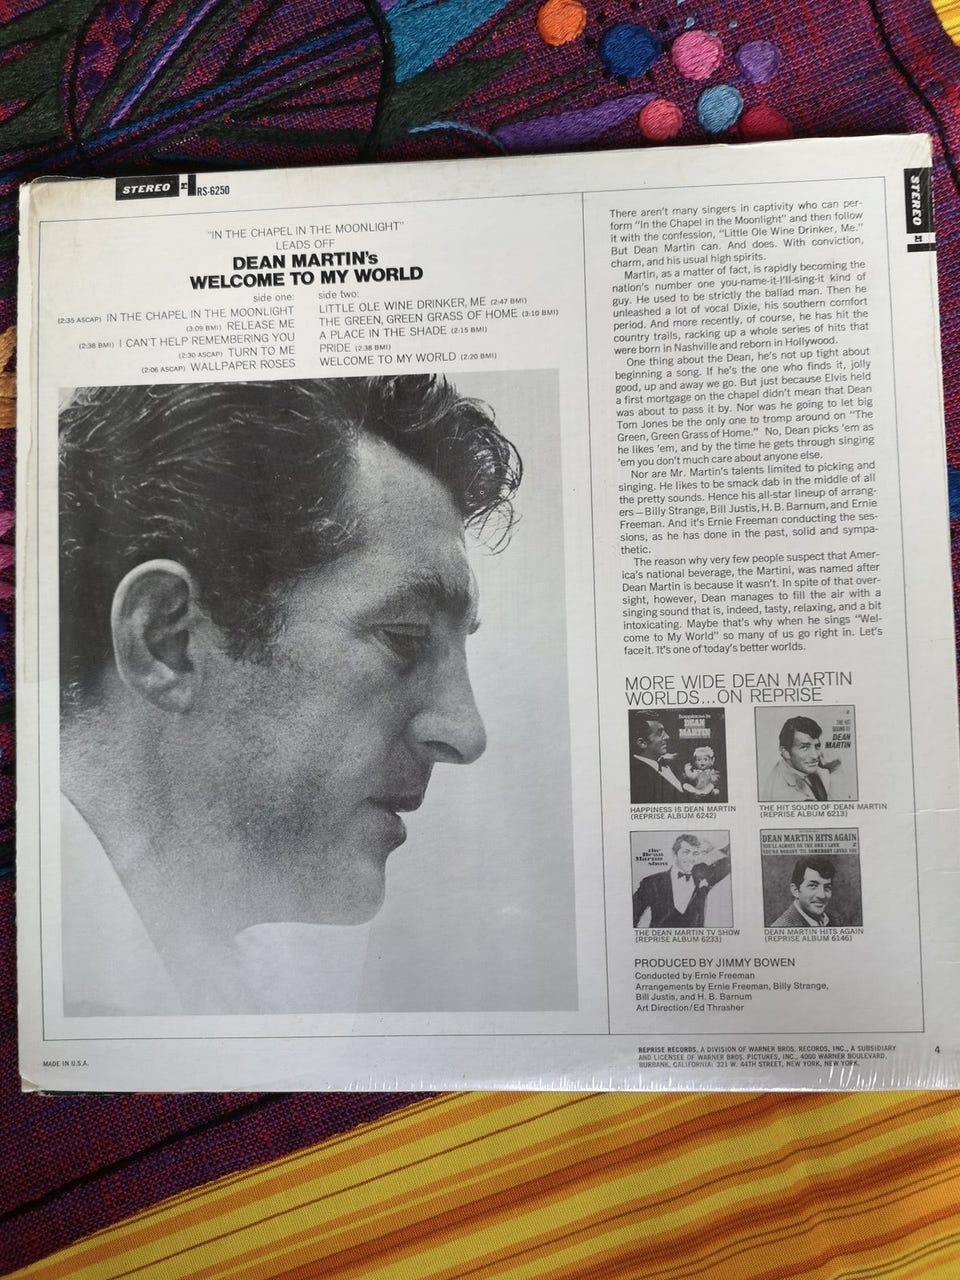 STEREO RS-6250
STEREO
"IN THE CHAPEL IN THE MOONLIGHT"
LEADS OFF
DEAN MARTIN's
WELCOME TO MY WORLD
side one:
(2:35 ASCAP) IN THE CHAPEL IN THE MOONLIGHT
(3:09 BMI) RELEASE ME
(2:38 BMI) I CAN'T HELP REMEMBERING YOU
(2:30 ASCAP) TURN TO ME
(2:06 ASCAP) WALLPAPER ROSES
side two:
LITTLE OLE WINE DRINKER, ME (2:47 BMI)
THE GREEN, GREEN GRASS OF HOME (3:10 BMI)
A PLACE IN THE SHADE (2:15 BMI)
PRIDE (2:38 BMI)
WELCOME TO MY WORLD (2:20 BMI)
There aren't many singers in captivity who can per-
form "In the Chapel in the Moonlight" and then follow
it with the confession, "Little Ole Wine Drinker, Me."
But Dean Martin can. And does. With conviction,
charm, and his usual high spirits.
Martin, as a matter of fact, is rapidly becoming the
nation's number one you-name-it-I'll-sing-it kind of
guy. He used to be strictly the ballad man. Then he
unleashed a lot of vocal Dixie, his southern comfort
period. And more recently, of course, he has hit the
country trails, racking up a whole series of hits that
were born in Nashville and reborn in Hollywood.
One thing about the Dean, he's not up tight about
beginning a song. If he's the one who finds it, jolly
good, up and away we go. But just because Elvis held
a first mortgage on the chapel didn't mean that Dean
was about to pass it by. Nor was he going to let big
Tom Jones be the only one to tromp around on "The
Green, Green Grass of Home." No, Dean picks 'em as
he likes 'em, and by the time he gets through singing
'em you don't much care about anyone else.
Nor are Mr. Martin's talents limited to picking and
singing. He likes to be smack dab in the middle of all
the pretty sounds. Hence his all-star lineup of arrang-
ers—Billy Strange, Bill Justis, H. B. Barnum, and Ernie
Freeman. And it's Ernie Freeman conducting the ses-
sions, as he has done in the past, solid and sympa-
thetic.
The reason why very few people suspect that Amer-
ica's national beverage, the Martini, was named after
Dean Martin is because it wasn't. In spite of that over-
sight, however, Dean manages to fill the air with a
singing sound that is, indeed, tasty, relaxing, and a bit
intoxicating. Maybe that's why when he sings "Wel-
come to My World" so many of us go right in. Let's
face it. It's one of today's better worlds.
MORE WIDE DEAN MARTIN
WORLDS...ON REPRISE
happiness is
DEAN
MARTIN
HAPPINESS IS DEAN MARTIN
(REPRISE ALBUM 6242)
THE HIT
SOUND OF
DEAN
MARTIN
THE HIT SOUND OF DEAN MARTIN
(REPRISE ALBUM 6213)
the
Dean
Martin
show
THE DEAN MARTIN TV SHOW
(REPRISE ALBUM 6233)
DEAN MARTIN HITS AGAIN
YOU'LL ALWAYS BE THE ONE I LOVE
YOU'RE NOBODY 'TIL SOMEBODY LOVES YOU
DEAN MARTIN HITS AGAIN
(REPRISE ALBUM 6146)
PRODUCED BY JIMMY BOWEN
Conducted by Ernie Freeman
Arrangements by Ernie Freeman, Billy Strange,
Bill Justis, and H. B. Barnum
Art Direction/Ed Thrasher
MADE IN U.S.A.
REPRISE RECORDS, A DIVISION OF WARNER BROS. RECORDS, INC., A SUBSIDIARY
AND LICENSEE OF WARNER BROS. PICTURES, INC., 4000 WARNER BOULEVARD,
BURBANK, CALIFORNIA: 321 W. 44TH STREET, NEW YORK, NEW YORK.
4